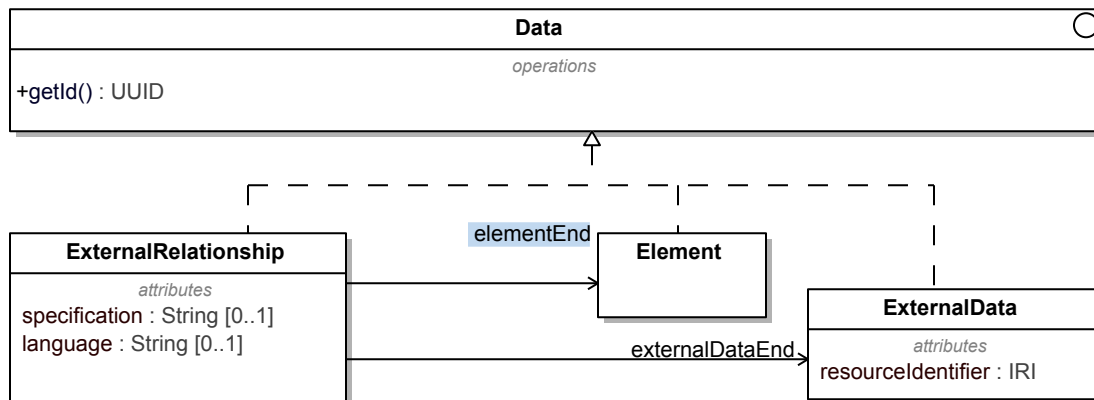 Data
operations
+getId() : UUID
elementEnd
ExternalRelationship
attributes
specification : String [0..1]
language : String [0..1]
Element
externalDataEnd
ExternalData
attributes
resourceIdentifier : IRI